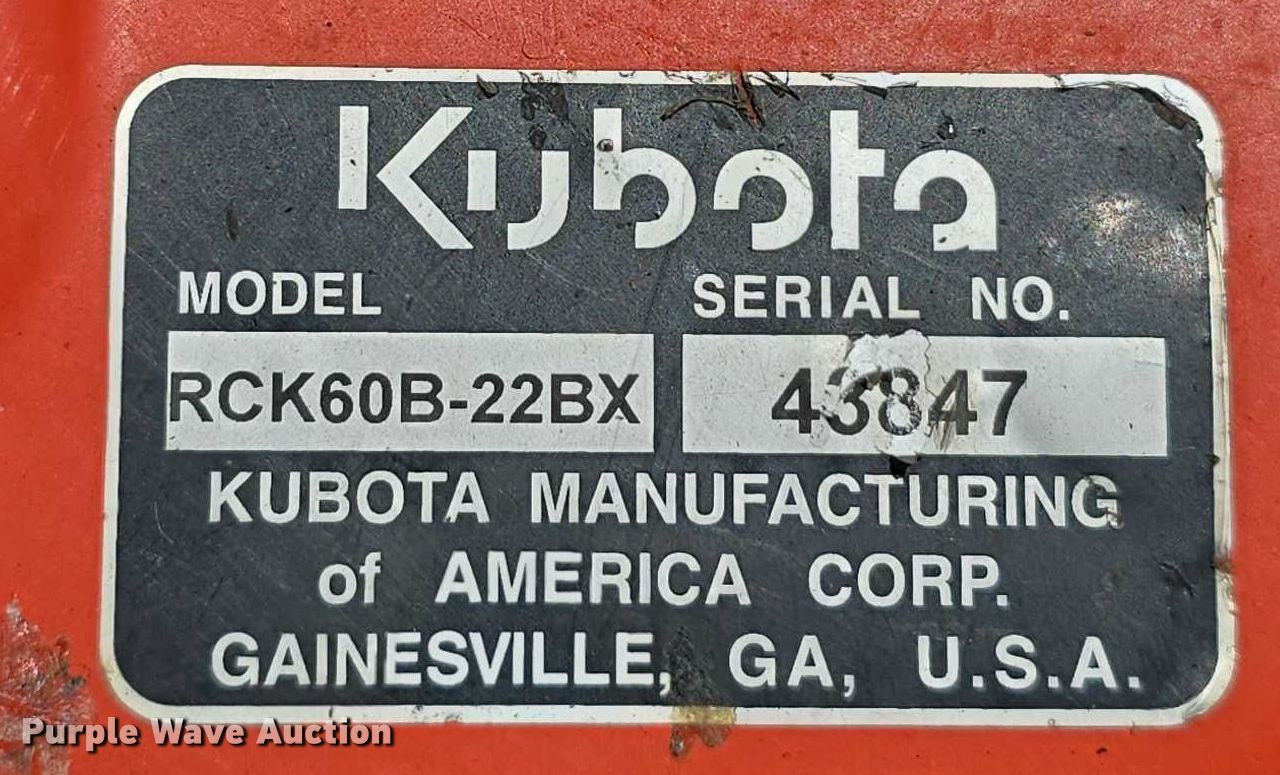 Kubota
MODEL SERIAL NO.
RCK60B-22BX 43847
KUBOTA MANUFACTURING
of AMERICA CORP.
GAINESVILLE, GA, U.S.A.
Purple Wave Auction